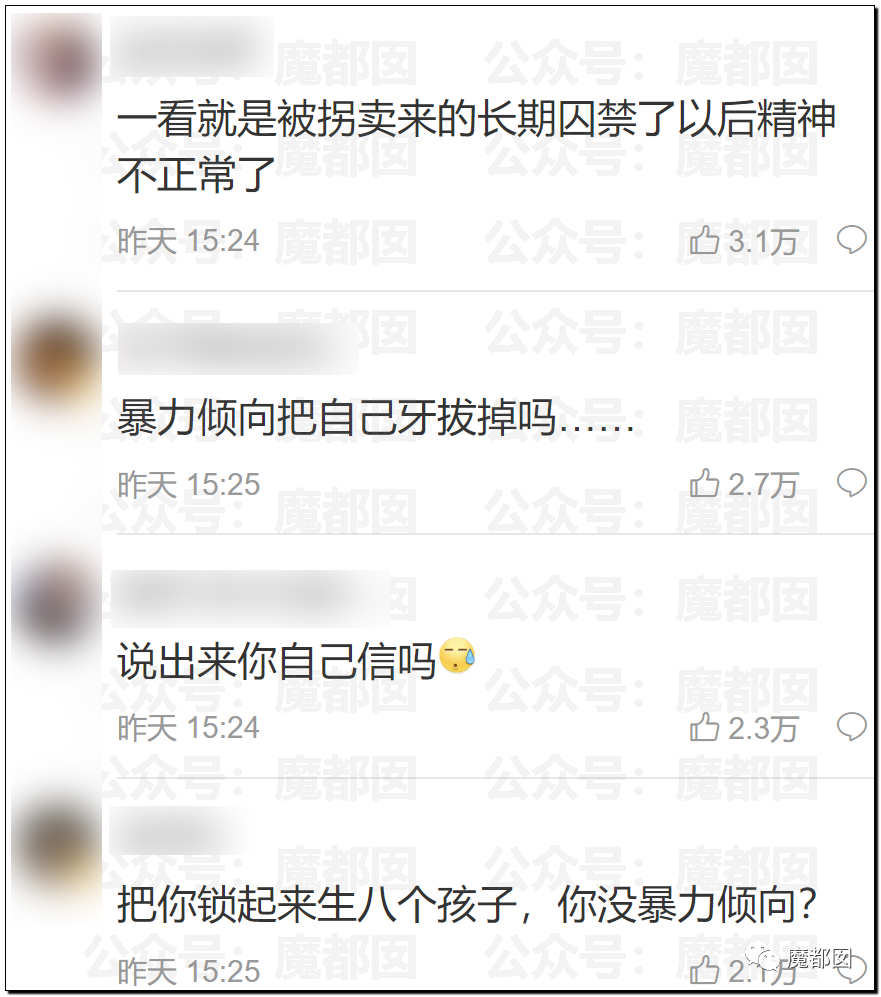 一看就是被拐卖来的长期囚禁了以后精神
不正常了
昨天 15:24
3.1万
暴力倾向把自己牙拔掉吗……
昨天 15:25
2.7万
说出来你自己信吗
昨天 15:24
2.3万
把你锁起来生八个孩子，你没暴力倾向？
昨天 15:25
2.1万
魔都囡
公众号：魔都囡